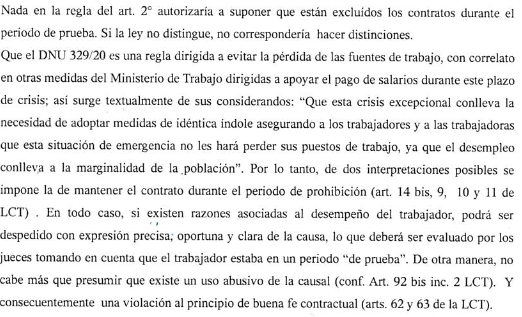 Nada en la regla del art. 2° autorizaría a suponer que están excluidos los contratos durante el
periodo de prueba. Si la ley no distingue, no correspondería hacer distinciones.
Que el DNU 329/20 es una regla dirigida a evitar la pérdida de las fuentes de trabajo, con correlato
en otras medidas del Ministerio de Trabajo dirigidas a apoyar el pago de salarios durante este plazo
de crisis; así surge textualmente de sus considerandos: “Que esta crisis excepcional conlleva la
necesidad de adoptar medidas de idéntica índole asegurando a los trabajadores y a las trabajadoras
que esta situación de emergencia no les hará perder sus puestos de trabajo, ya que el desempleo
conlleva a la marginalidad de la población”. Por lo tanto, de dos interpretaciones posibles se
impone la de mantener el contrato durante el periodo de prohibición (art. 14 bis, 9, 10 y 11 de
LCT) . En todo caso, si existen razones asociadas al desempeño del trabajador, podrá ser
despedido con expresión precisa, oportuna y clara de la causa, lo que deberá ser evaluado por los
jueces tomando en cuenta que el trabajador estaba en un periodo “de prueba”. De otra manera, no
cabe más que presumir que existe un uso abusivo de la causal (conf. Art. 92 bis inc. 2 LCT). Y
consecuentemente una violación al principio de buena fe contractual (arts. 62 y 63 de la LCT).